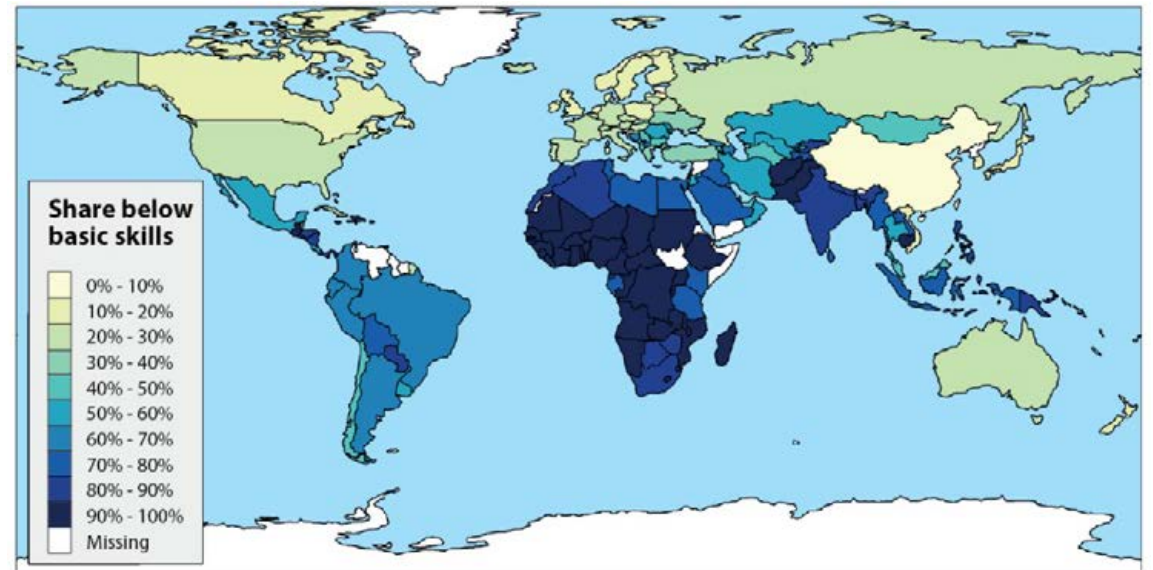 Share below
basic skills
0% - 10%
10% - 20%
20% - 30%
30% - 40%
40% - 50%
50% - 60%
60% - 70%
70% - 80%
80% - 90%
90% - 100%
Missing